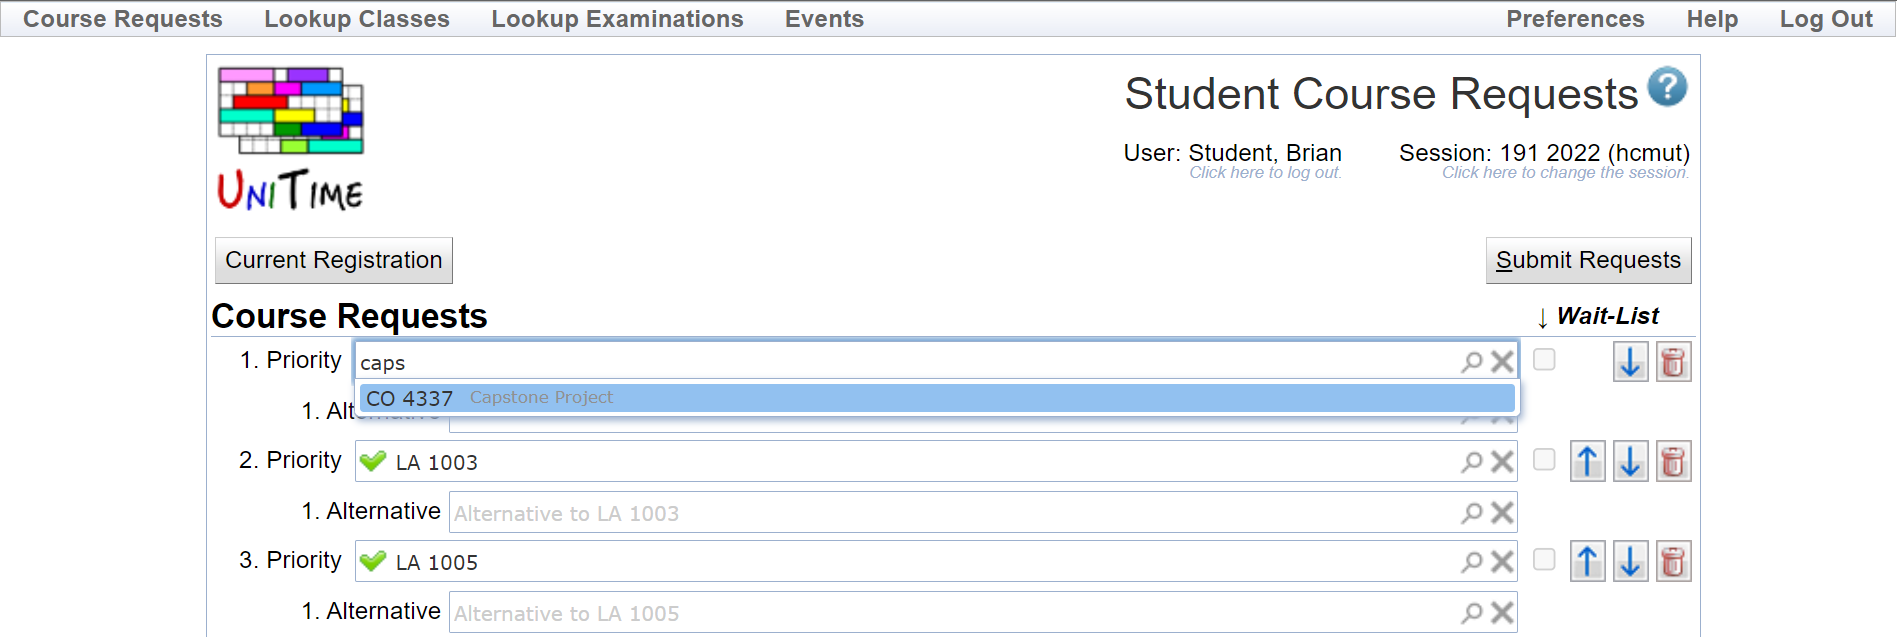 Course Requests Lookup Classes Lookup Examinations Events Preferences Help Log Out
UNITIME
Student Course Requests ?
User: Student, Brian Session: 191 2022 (hcmut)
Click here to log out. Click here to change the session.
Current Registration Submit Requests
Course Requests ↓ Wait-List
1. Priority caps
CO 4337 Capstone Project
1. Alt
2. Priority LA 1003
1. Alternative Alternative to LA 1003
3. Priority LA 1005
1. Alternative Alternative to LA 1005